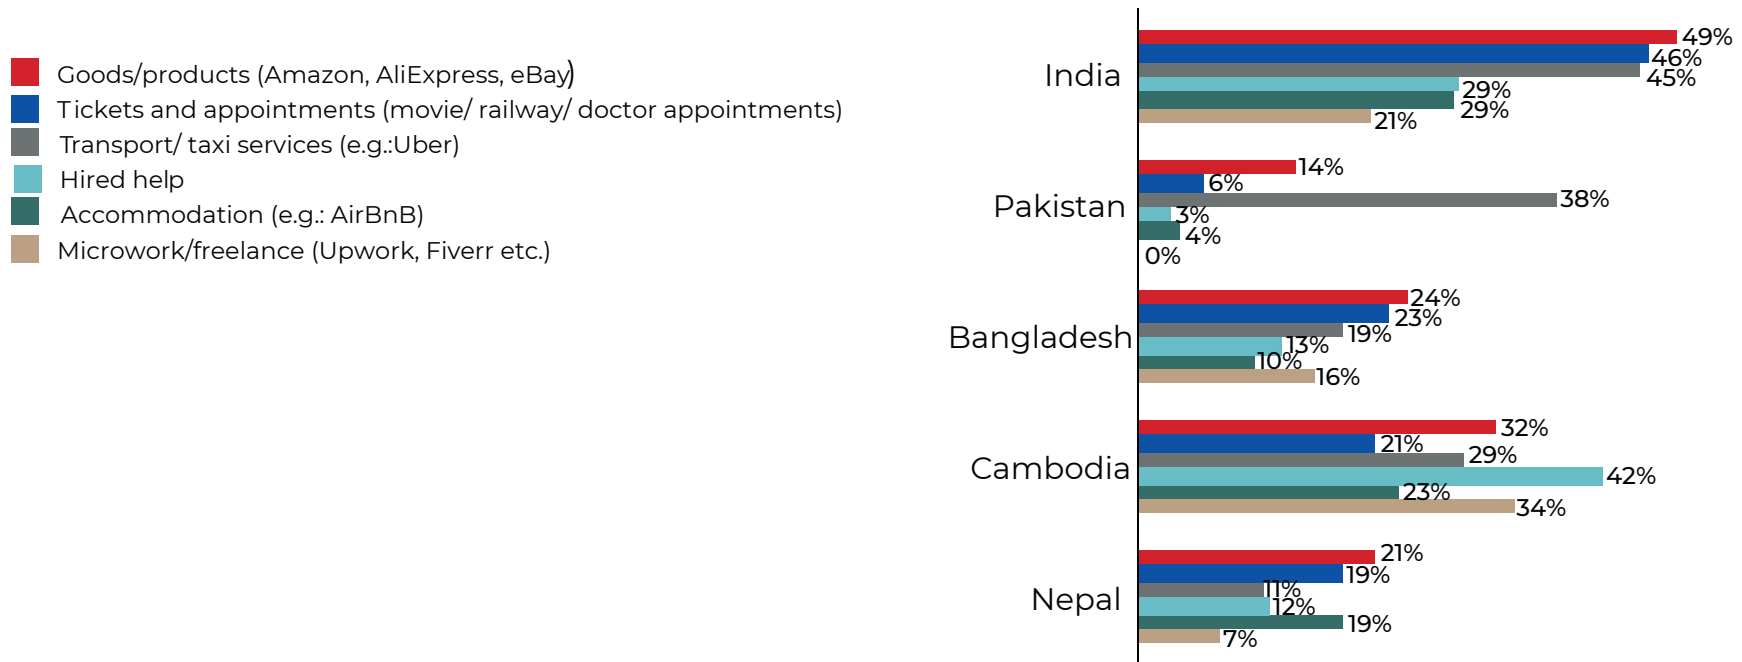 Goods/products (Amazon, AliExpress, eBay)
Tickets and appointments (movie/ railway/ doctor appointments)
Transport/ taxi services (e.g.:Uber)
Hired help
Accommodation (e.g.: AirBnB)
Microwork/freelance (Upwork, Fiverr etc.)
India
49%
46%
45%
29%
29%
21%
Pakistan
14%
6%
38%
3%
4%
0%
Bangladesh
24%
23%
19%
13%
10%
16%
Cambodia
32%
21%
29%
42%
23%
34%
Nepal
21%
19%
11%
12%
19%
7%